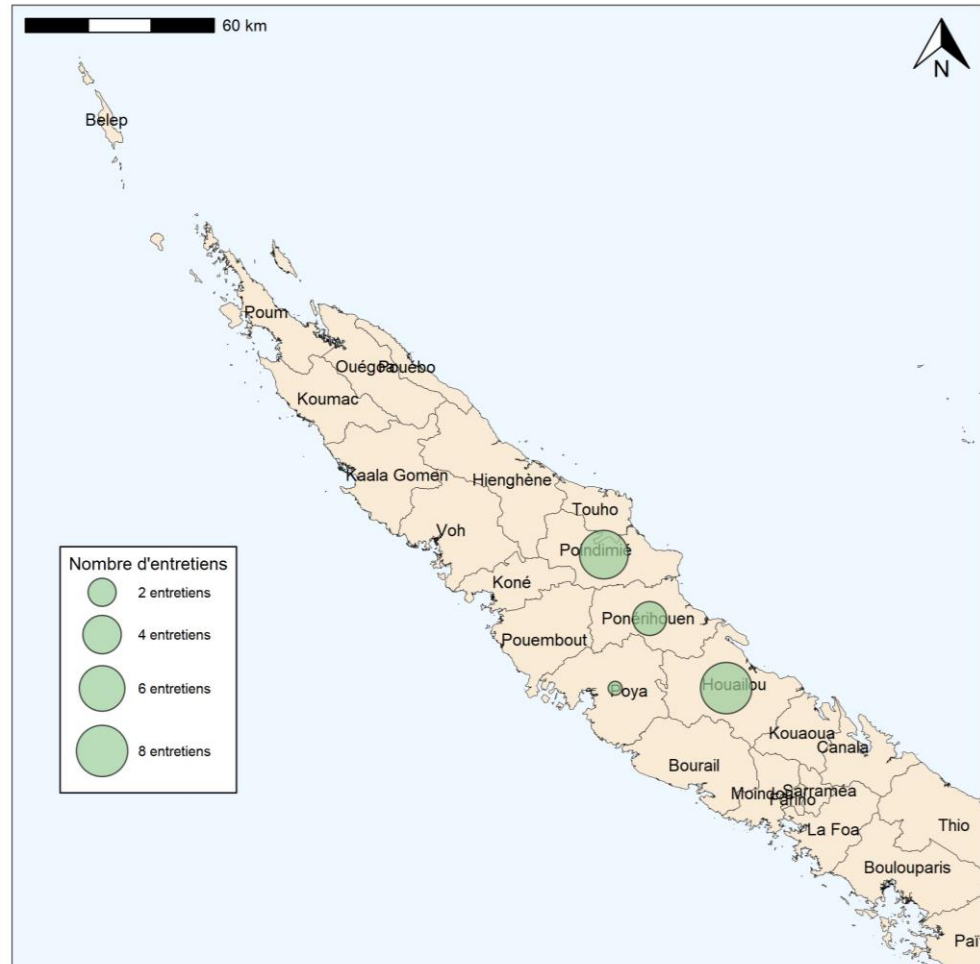 60 km
N
Belep
Poum
Ouégoa
Pouébo
Koumac
Kaala Gomen
Hienghène
Touho
Voh
Poindimié
Koné
Ponérihouen
Pouembout
Poya
Houaïlou
Kouaoua
Canala
Bourail
Moindou
Farino
Sarraméa
La Foa
Thio
Boulouparis
Paï
Nombre d'entretiens
2 entretiens
4 entretiens
6 entretiens
8 entretiens